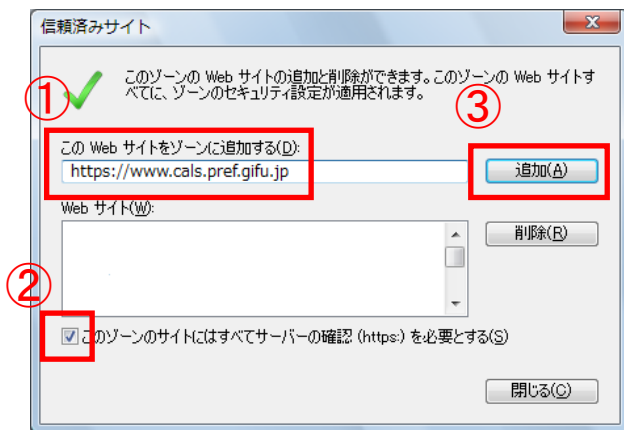 信頼済みサイト
①
このゾーンの Web サイトの追加と削除ができます。このゾーンの Web サイトす
べてに、ゾーンのセキュリティ設定が適用されます。
③
この Web サイトをゾーンに追加する(D):
https://www.cals.pref.gifu.jp
追加(A)
Web サイト(W):
削除(R)
②
このゾーンのサイトにはすべてサーバーの確認 (https:) を必要とする(S)
閉じる(C)